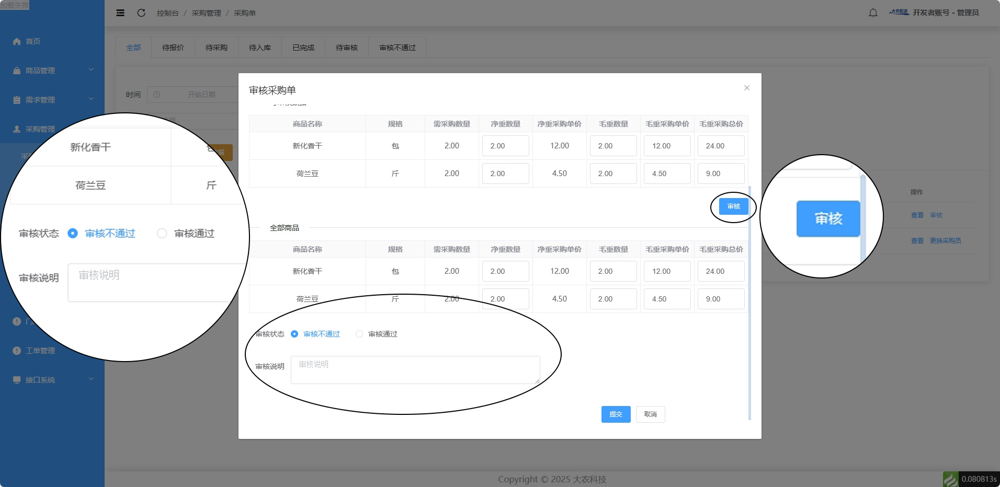 加载失败
控制台 / 采购管理 / 采购单
大农配送 开发者账号 - 管理员
首页
商品管理
需求管理
采购管理
工单管理
接口系统
全部 待报价 待采购 待入库 已完成 待审核 审核不通过
时间 开始日期
操作
查看 审核
查看 更换采购员
审核采购单
商品名称 规格 需采购数量 净重数量 净重采购单价 毛重数量 毛重采购单价 毛重采购总价
新化香干 包 2.00 2.00 12.00 2.00 12.00 24.00
荷兰豆 斤 2.00 2.00 4.50 2.00 4.50 9.00
审核
全部商品
商品名称 规格 需采购数量 净重数量 净重采购单价 毛重数量 毛重采购单价 毛重采购总价
新化香干 包 2.00 2.00 12.00 2.00 12.00 24.00
荷兰豆 斤 2.00 2.00 4.50 2.00 4.50 9.00
审核状态 审核不通过 审核通过
审核说明 审核说明
提交 取消
新化香干
荷兰豆 斤
审核状态 审核不通过 审核通过
审核说明 审核说明
审核
Copyright © 2025 大农科技
0.080813s